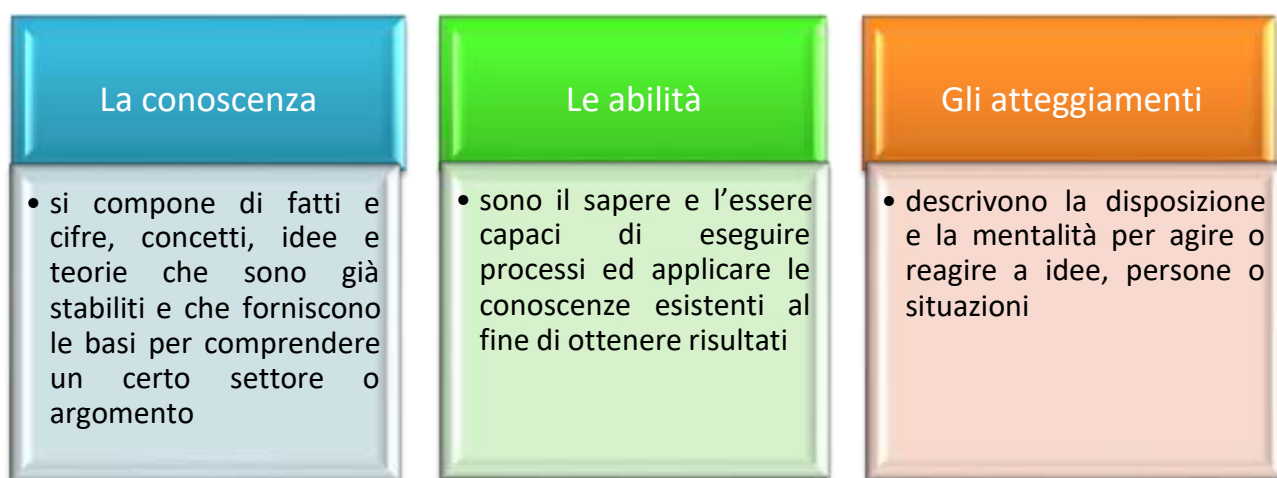 La conoscenza
• si compone di fatti e
cifre, concetti, idee e
teorie che sono già
stabiliti e che forniscono
le basi per comprendere
un certo settore o
argomento
Le abilità
• sono il sapere e l'essere
capaci di eseguire
processi ed applicare le
conoscenze esistenti al
fine di ottenere risultati
Gli atteggiamenti
• descrivono la disposizione
e la mentalità per agire o
reagire a idee, persone o
situazioni